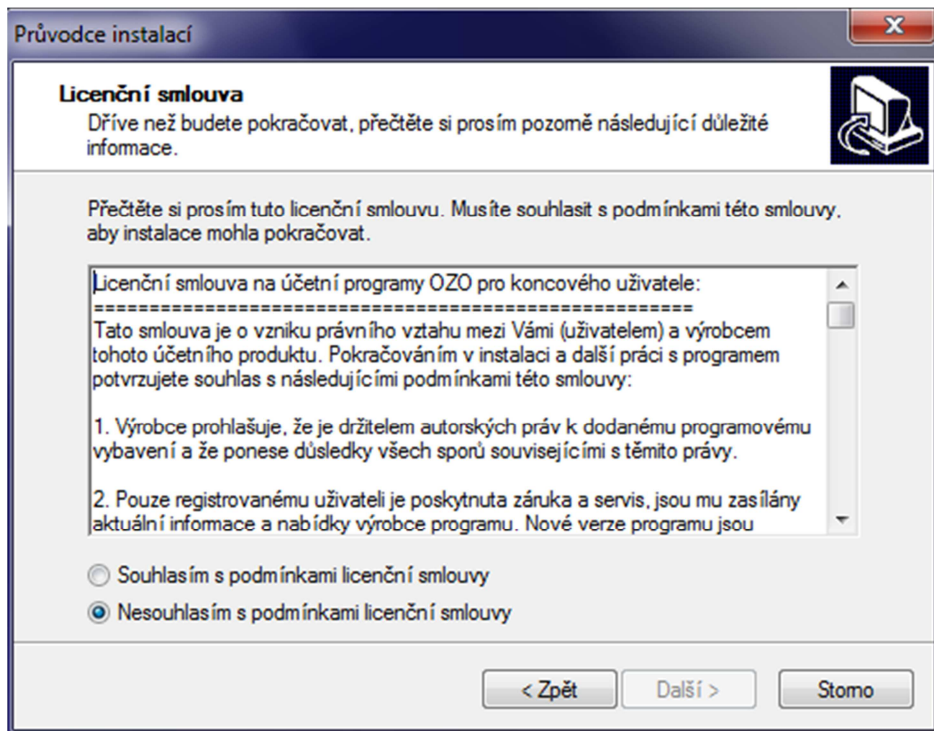 Průvodce instalací
Licenční smlouva
Dříve než budete pokračovat, přečtěte si prosím pozorně následující důležité
informace.
Přečtěte si prosím tuto licenční smlouvu. Musíte souhlasit s podmínkami této smlouvy,
aby instalace mohla pokračovat.
Licenční smlouva na účetní programy OZO pro koncového uživatele:
======================================================
Tato smlouva je o vzniku právního vztahu mezi Vámi (uživatelem) a výrobcem
tohoto účetního produktu. Pokračováním v instalaci a další práci s programem
potvrzujete souhlas s následujícími podmínkami této smlouvy:
1. Výrobce prohlašuje, že je držitelem autorských práv k dodanému programovému
vybavení a že ponese důsledky všech sporů souvisejícími s těmito právy.
2. Pouze registrovanému uživateli je poskytnuta záruka a servis, jsou mu zasílány
aktuální informace a nabídky výrobce programu. Nové verze programu jsou
Souhlasím s podmínkami licenční smlouvy
Nesouhlasím s podmínkami licenční smlouvy
< Zpět
Další >
Storno